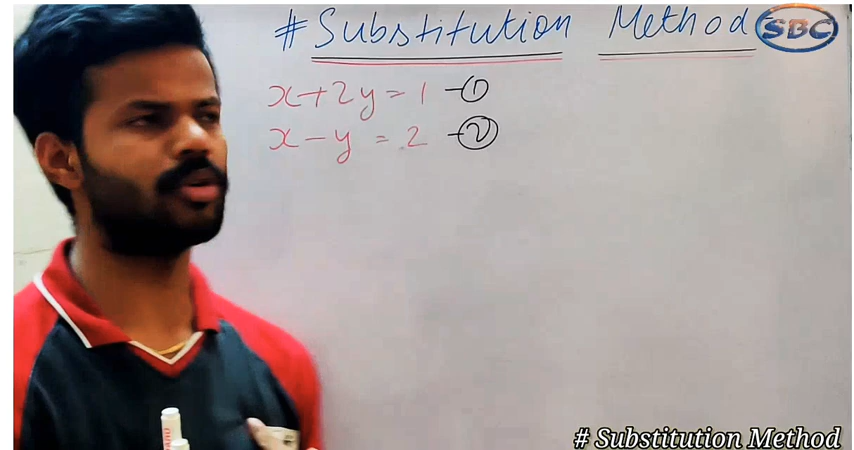 # Substitution Method SBC
x+2y=1 -①
x-y=2 -②
# Substitution Method